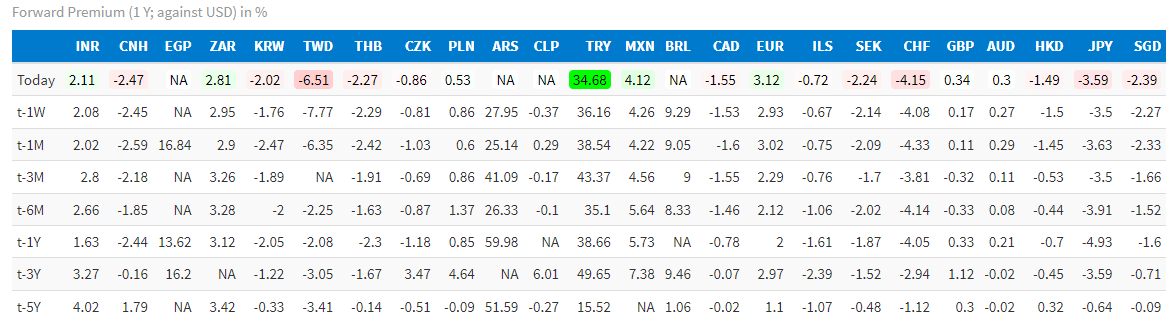 Forward Premium (1 Y; against USD) in %
INR CNH EGP ZAR KRW TWD THB CZK PLN ARS CLP TRY MXN BRL CAD EUR ILS SEK CHF GBP AUD HKD JPY SGD
Today 2.11 -2.47 NA 2.81 -2.02 -6.51 -2.27 -0.86 0.53 NA NA 34.68 4.12 NA -1.55 3.12 -0.72 -2.24 -4.15 0.34 0.3 -1.49 -3.59 -2.39
t-1W 2.08 -2.45 NA 2.95 -1.76 -7.77 -2.29 -0.81 0.86 27.95 -0.37 36.16 4.26 9.29 -1.53 2.93 -0.67 -2.14 -4.08 0.17 0.27 -1.5 -3.5 -2.27
t-1M 2.02 -2.59 16.84 2.9 -2.47 -6.35 -2.42 -1.03 0.6 25.14 0.29 38.54 4.22 9.05 -1.6 3.02 -0.75 -2.09 -4.33 0.11 0.29 -1.45 -3.63 -2.33
t-3M 2.8 -2.18 NA 3.26 -1.89 NA -1.91 -0.69 0.86 41.09 -0.17 43.37 4.56 9 -1.55 2.29 -0.76 -1.7 -3.81 -0.32 0.11 -0.53 -3.5 -1.66
t-6M 2.66 -1.85 NA 3.28 -2 -2.25 -1.63 -0.87 1.37 26.33 -0.1 35.1 5.64 8.33 -1.46 2.12 -1.06 -2.02 -4.14 -0.33 0.08 -0.44 -3.91 -1.52
t-1Y 1.63 -2.44 13.62 3.12 -2.05 -2.08 -2.3 -1.18 0.85 59.98 NA 38.66 5.73 NA -0.78 2 -1.61 -1.87 -4.05 0.33 0.21 -0.7 -4.93 -1.6
t-3Y 3.27 -0.16 16.2 NA -1.22 -3.05 -1.67 3.47 4.64 NA 6.01 49.65 7.38 9.46 -0.07 2.97 -2.39 -1.52 -2.94 1.12 -0.02 -0.45 -3.59 -0.71
t-5Y 4.02 1.79 NA 3.42 -0.33 -3.41 -0.14 -0.51 -0.09 51.59 -0.27 15.52 NA 1.06 -0.02 1.1 -1.07 -0.48 -1.12 0.3 -0.02 0.32 -0.64 -0.09